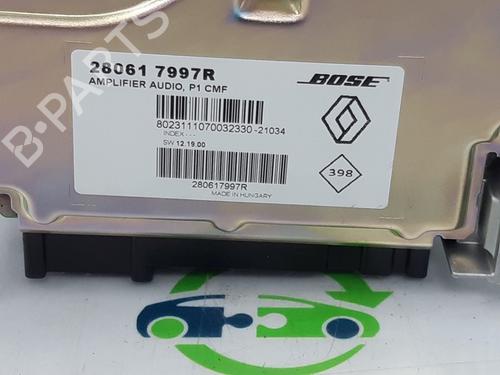 B-PARTS
28061 7997R
AMPLIFIER AUDIO, P1 CMF
BOSE
8023111070032330-21034
INDEX ---
SW 12.19.00
398
280617997R
MADE IN HUNGARY